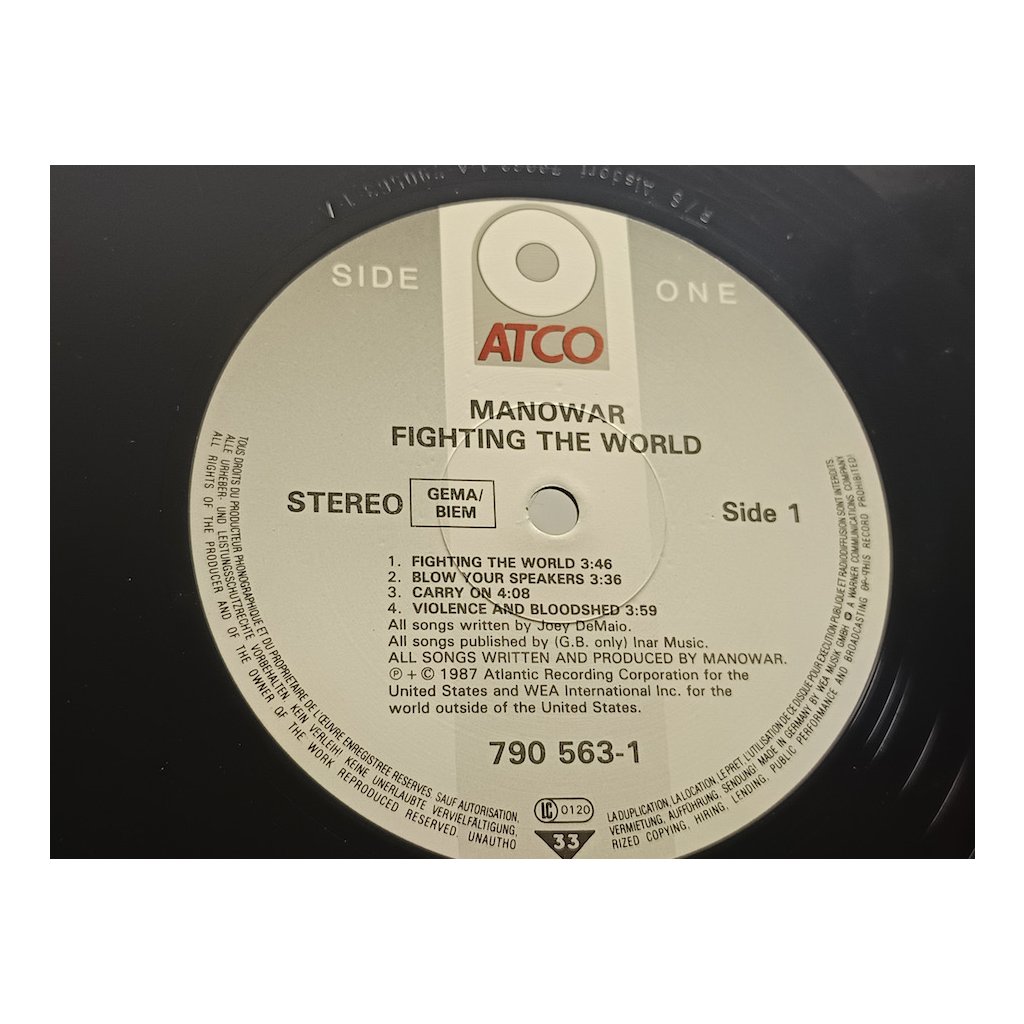 SIDE ONE
ATCO
MANOWAR
FIGHTING THE WORLD
STEREO
GEMA/
BIEM
Side 1
1. FIGHTING THE WORLD 3:46
2. BLOW YOUR SPEAKERS 3:36
3. CARRY ON 4:08
4. VIOLENCE AND BLOODSHED 3:59
All songs written by Joey DeMaio.
All songs published by (G.B. only) Inar Music.
ALL SONGS WRITTEN AND PRODUCED BY MANOWAR.
℗ + © 1987 Atlantic Recording Corporation for the
United States and WEA International Inc. for the
world outside of the United States.
790 563-1
LC 0120
33
TOUS DROITS DU PRODUCTEUR PHONOGRAPHIQUE ET DU PROPRIETAIRE DE L'ŒUVRE ENREGISTREE RESERVES. SAUF AUTORISATION, LA DUPLICATION, LA LOCATION, LE PRET, L'UTILISATION DE CE DISQUE POUR EXECUTION PUBLIQUE ET RADIODIFFUSION SONT INTERDITS.
ALLE URHEBER- UND LEISTUNGSSCHUTZRECHTE VORBEHALTEN. KEIN VERLEIH! KEINE UNERLAUBTE VERVIELFÄLTIGUNG, VERMIETUNG, AUFFÜHRUNG, SENDUNG! MADE IN GERMANY BY WEA MUSIK GMBH A WARNER COMMUNICATIONS COMPANY
ALL RIGHTS OF THE PRODUCER AND OF THE OWNER OF THE WORK REPRODUCED RESERVED. UNAUTHORIZED COPYING, HIRING, LENDING, PUBLIC PERFORMANCE AND BROADCASTING OF THIS RECORD PROHIBITED!